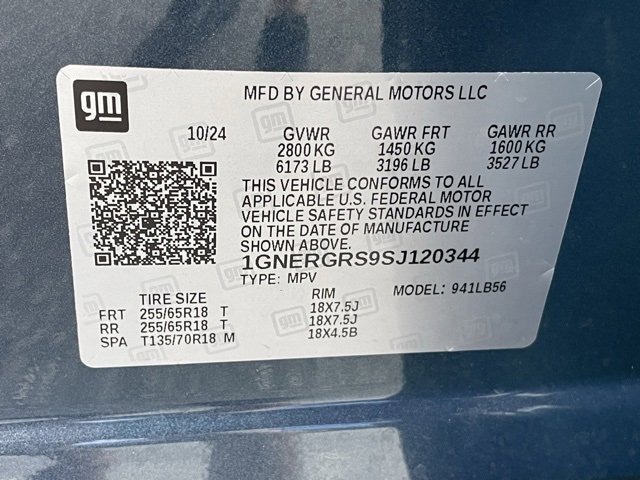 gm
MFD BY GENERAL MOTORS LLC
10/24 GVWR GAWR FRT GAWR RR
2800 KG 1450 KG 1600 KG
6173 LB 3196 LB 3527 LB
THIS VEHICLE CONFORMS TO ALL
APPLICABLE U.S. FEDERAL MOTOR
VEHICLE SAFETY STANDARDS IN EFFECT
ON THE DATE OF MANUFACTURE
SHOWN ABOVE.
1GNERGRS9SJ120344
TYPE: MPV MODEL: 941LB56
TIRE SIZE RIM
FRT 255/65R18 T 18X7.5J
RR 255/65R18 T 18X7.5J
SPA T135/70R18 M 18X4.5B